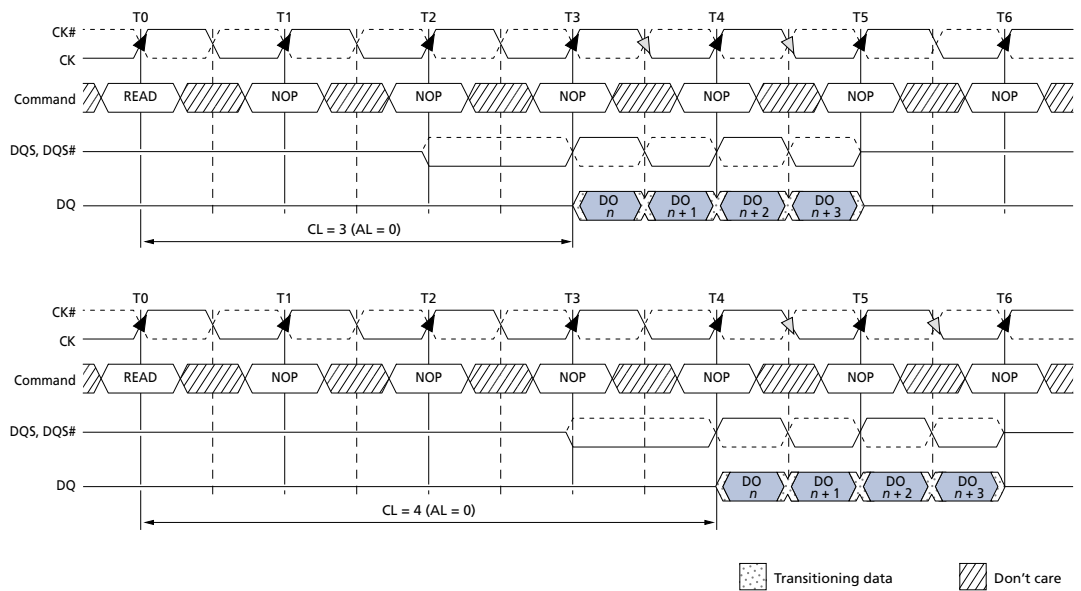 T0 T1 T2 T3 T4 T5 T6
CK#
CK
Command READ NOP NOP NOP NOP NOP NOP
DQS, DQS#
DQ DO n DO n + 1 DO n + 2 DO n + 3
CL = 3 (AL = 0)
T0 T1 T2 T3 T4 T5 T6
CK#
CK
Command READ NOP NOP NOP NOP NOP NOP
DQS, DQS#
DQ DO n DO n + 1 DO n + 2 DO n + 3
CL = 4 (AL = 0)
Transitioning data Don't care